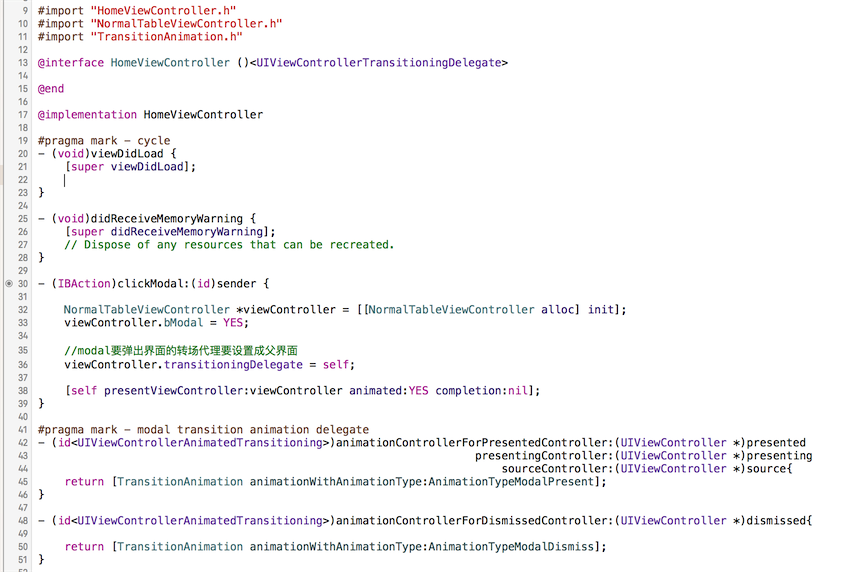 9 #import "HomeViewController.h"
10 #import "NormalTableViewController.h"
11 #import "TransitionAnimation.h"
12
13 @interface HomeViewController ()<UIViewControllerTransitioningDelegate>
14
15 @end
16
17 @implementation HomeViewController
18
19 #pragma mark - cycle
20 - (void)viewDidLoad {
21     [super viewDidLoad];
22
23 }
24
25 - (void)didReceiveMemoryWarning {
26     [super didReceiveMemoryWarning];
27     // Dispose of any resources that can be recreated.
28 }
29
30 - (IBAction)clickModal:(id)sender {
31
32     NormalTableViewController *viewController = [[NormalTableViewController alloc] init];
33     viewController.bModal = YES;
34
35     //modal要弹出界面的转场代理要设置成父界面
36     viewController.transitioningDelegate = self;
37
38     [self presentViewController:viewController animated:YES completion:nil];
39 }
40
41 #pragma mark - modal transition animation delegate
42 - (id<UIViewControllerAnimatedTransitioning>)animationControllerForPresentedController:(UIViewController *)presented
43                                                                   presentingController:(UIViewController *)presenting
44                                                                       sourceController:(UIViewController *)source{
45     return [TransitionAnimation animationWithAnimationType:AnimationTypeModalPresent];
46 }
47
48 - (id<UIViewControllerAnimatedTransitioning>)animationControllerForDismissedController:(UIViewController *)dismissed{
49
50     return [TransitionAnimation animationWithAnimationType:AnimationTypeModalDismiss];
51 }